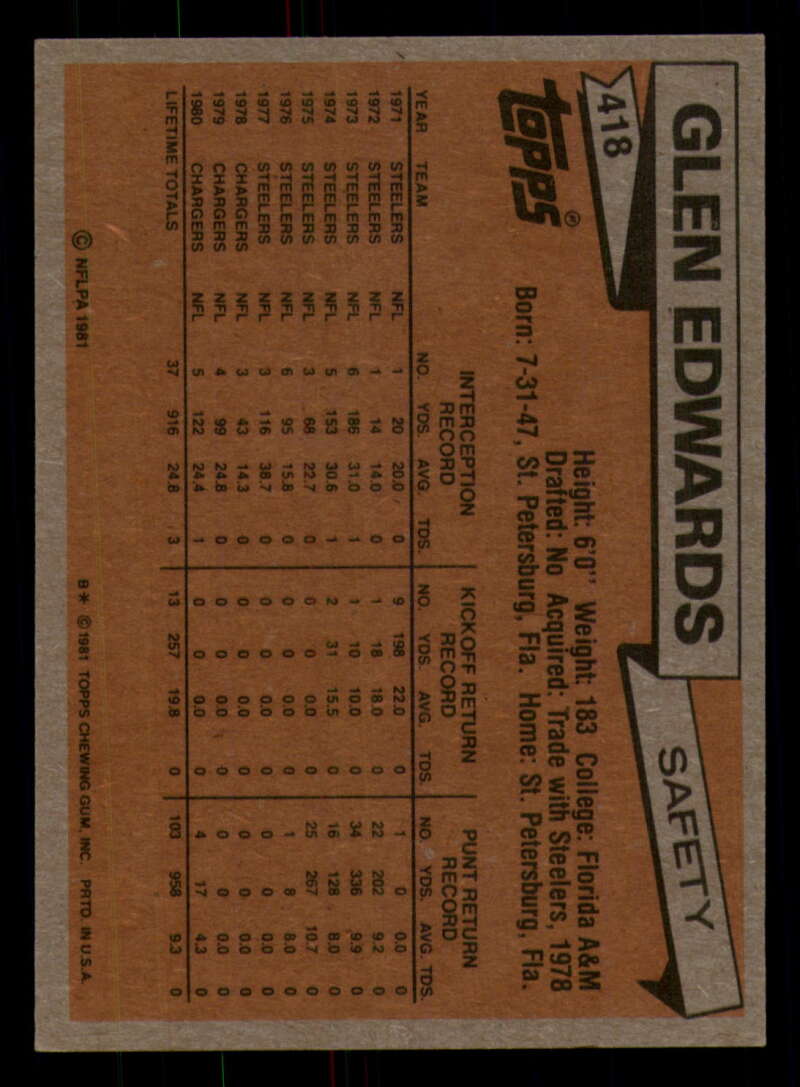 GLEN EDWARDS
SAFETY
418
Topps®
Height: 6'0" Weight: 183 College: Florida A&M
Drafted: No Acquired: Trade with Steelers, 1978
Born: 7-31-47, St. Petersburg, Fla. Home: St. Petersburg, Fla.
INTERCEPTION RECORD KICKOFF RETURN RECORD PUNT RETURN RECORD
YEAR TEAM NO. YDS. AVG. TDS. NO. YDS. AVG. TDS. NO. YDS. AVG. TDS.
1971 STEELERS NFL 1 20 20.0 0 9 198 22.0 0 1 0 0.0 0
1972 STEELERS NFL 1 14 14.0 0 1 18 18.0 0 22 202 9.2 0
1973 STEELERS NFL 6 186 31.0 1 1 10 10.0 0 34 336 9.9 0
1974 STEELERS NFL 5 153 30.6 1 2 31 15.5 0 16 128 8.0 0
1975 STEELERS NFL 3 68 22.7 0 0 0 0.0 0 25 267 10.7 0
1976 STEELERS NFL 6 95 15.8 0 0 0 0.0 0 1 8 8.0 0
1977 STEELERS NFL 3 116 38.7 0 0 0 0.0 0 0 0 0.0 0
1978 CHARGERS NFL 3 43 14.3 0 0 0 0.0 0 0 0 0.0 0
1979 CHARGERS NFL 4 99 24.8 0 0 0 0.0 0 0 0 0.0 0
1980 CHARGERS NFL 5 122 24.4 1 0 0 0.0 0 4 17 4.3 0
LIFETIME TOTALS 37 916 24.8 3 13 257 19.8 0 103 958 9.3 0
© NFLPA 1981 B* ©1981 TOPPS CHEWING GUM, INC. PRTD. IN U.S.A.